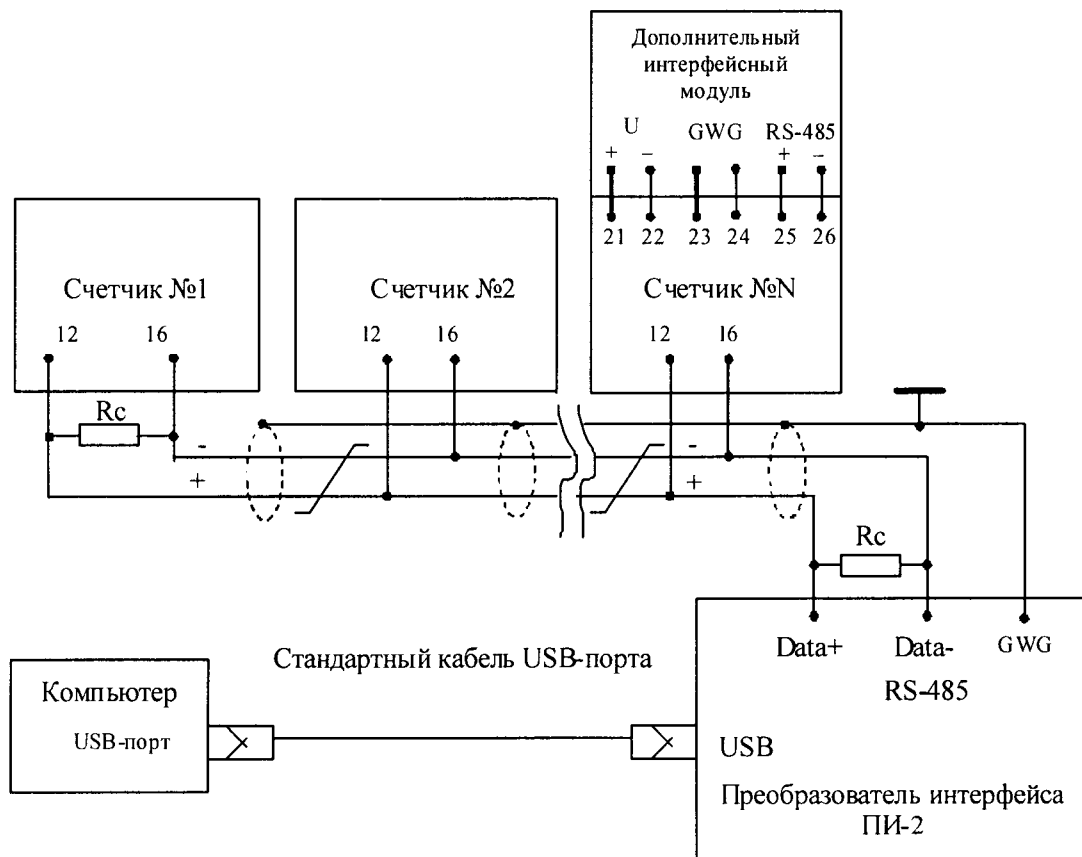 Дополнительный
интерфейсный
модуль
U GWG RS-485
+ – + –
21 22 23 24 25 26
Счетчик №1
Счетчик №2
Счетчик №N
12 16
12 16
12 16
Rc
-
+
-
+
Rc
Data+ Data- GWG
RS-485
Стандартный кабель USB-порта
Компьютер
USB-порт
USB
Преобразователь интерфейса
ПИ-2